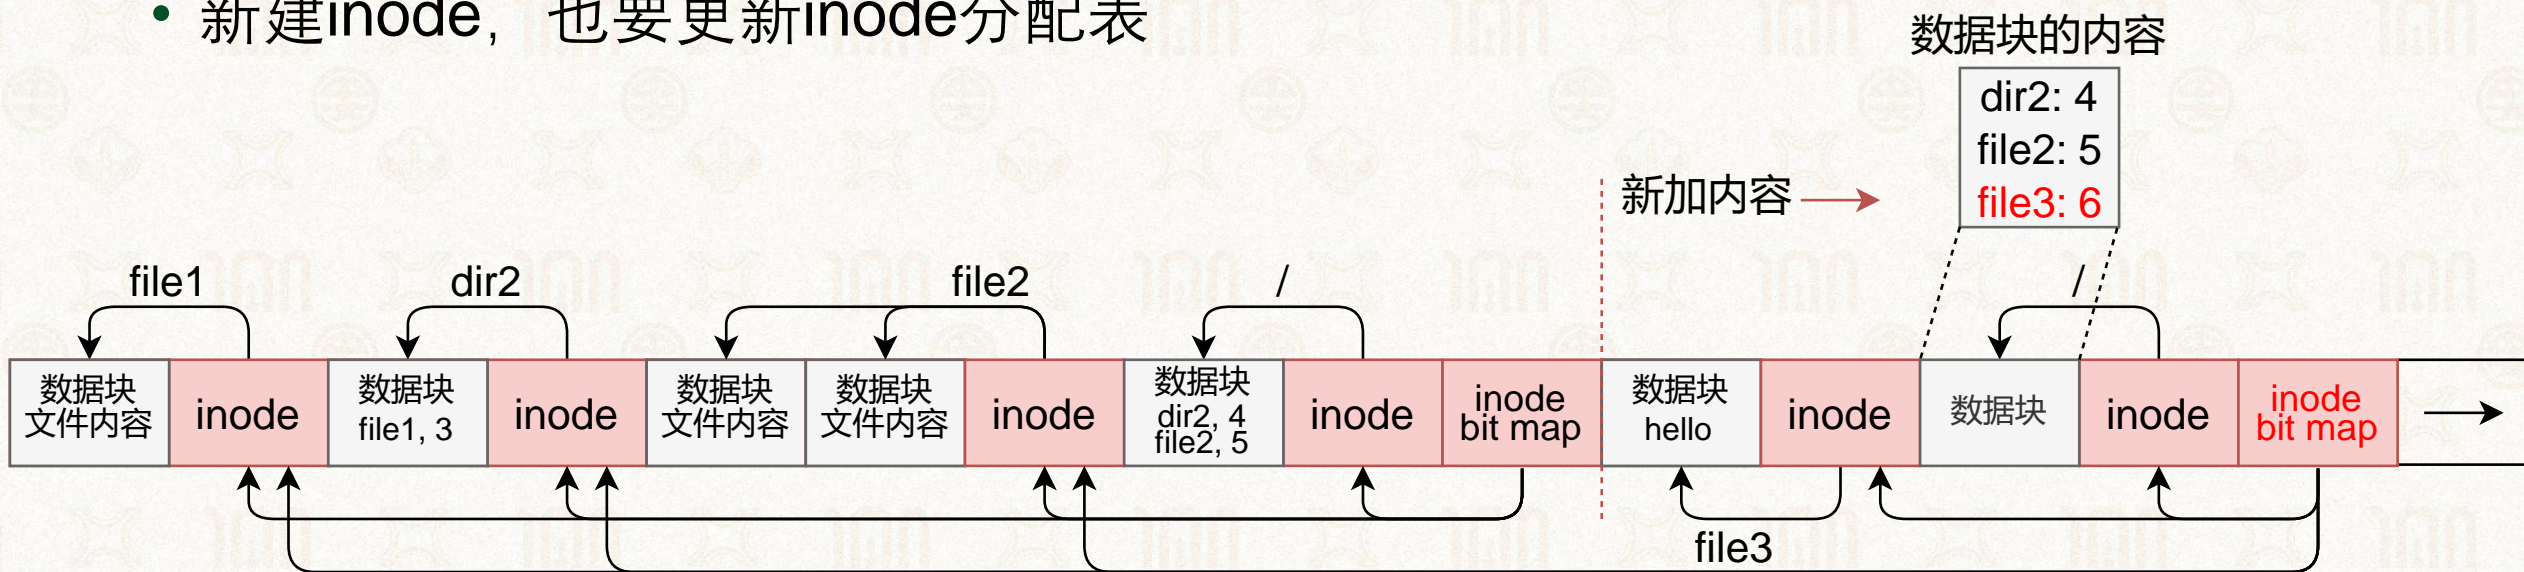 • 新建inode, 也要更新inode分配表
数据块的内容
dir2: 4
file2: 5
file3: 6
新加内容
file1
dir2
file2
/
/
数据块
文件内容
inode
数据块
file1, 3
inode
数据块
文件内容
数据块
文件内容
inode
数据块
dir2, 4
file2, 5
inode
inode
bit map
数据块
hello
inode
数据块
inode
inode
bit map
file3